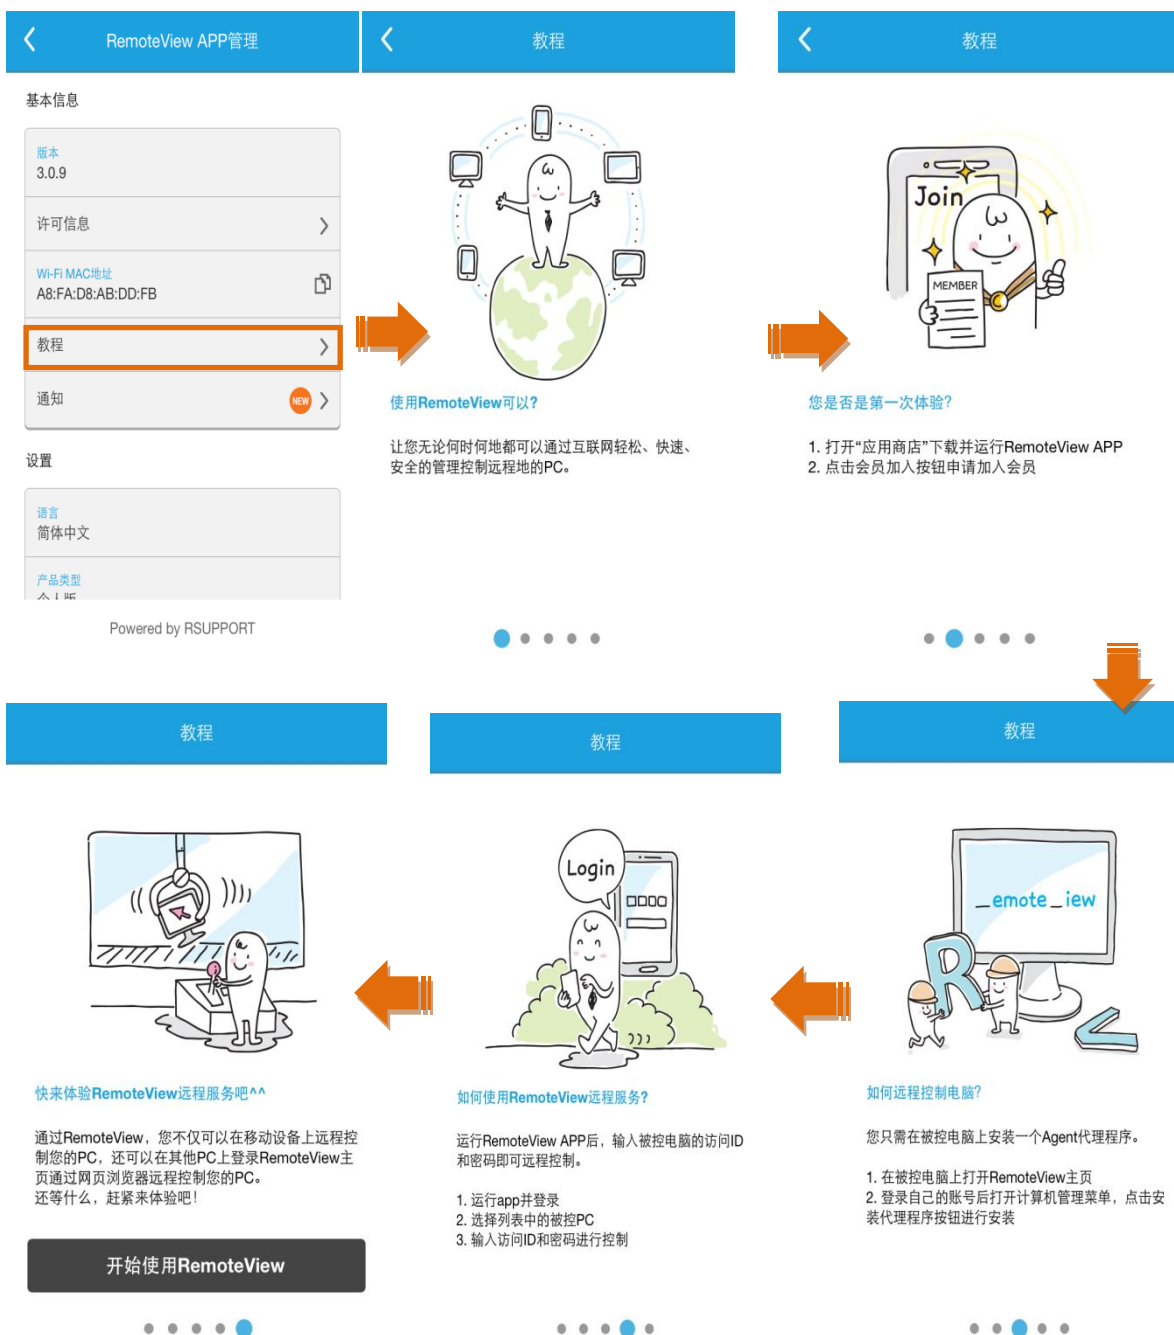 RemoteView APP管理
基本信息
版本
3.0.9
许可信息
Wi-Fi MAC地址
A8:FA:D8:AB:DD:FB
教程
通知
NEW
设置
语言
简体中文
产品类型
个人版
Powered by RSUPPORT
教程
使用RemoteView可以?
让您无论何时何地都可以通过互联网轻松、快速、
安全的管理控制远程地的PC。
教程
Join
MEMBER
您是否是第一次体验?
1. 打开“应用商店”下载并运行RemoteView APP
2. 点击会员加入按钮申请加入会员
教程
_emote_iew
R
V
如何远程控制电脑?
您只需在被控电脑上安装一个Agent代理程序。
1. 在被控电脑上打开RemoteView主页
2. 登录自己的账号后打开计算机管理菜单，点击安
装代理程序按钮进行安装
教程
Login
如何使用RemoteView远程服务?
运行RemoteView APP后，输入被控电脑的访问ID
和密码即可远程控制。
1. 运行app并登录
2. 选择列表中的被控PC
3. 输入访问ID和密码进行控制
教程
快来体验RemoteView远程服务吧^^
通过RemoteView，您不仅可以在移动设备上远程控
制您的PC，还可以在其他PC上登录RemoteView主
页通过网页浏览器远程控制您的PC。
还等什么，赶紧来体验吧！
开始使用RemoteView